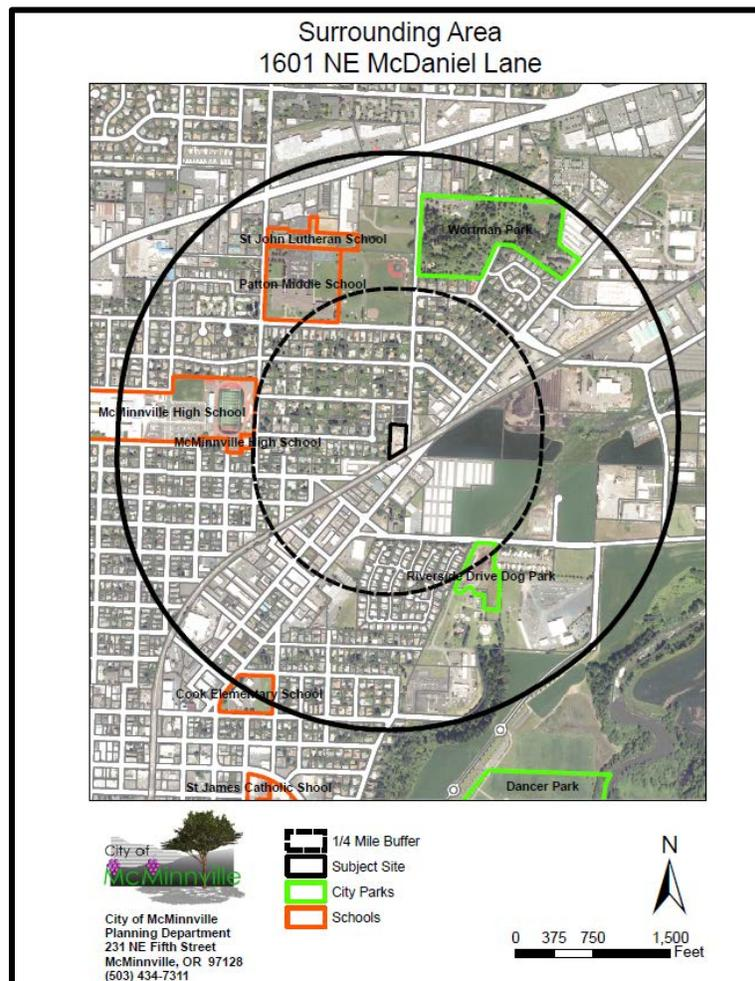 Surrounding Area
1601 NE McDaniel Lane
St John Lutheran School
Wortman Park
Patton Middle School
McMinnville High School
McMinnville High School
Riverside Drive Dog Park
Cook Elementary School
St James Catholic Shool
Dancer Park
City of
McMinnville
City of McMinnville
Planning Department
231 NE Fifth Street
McMinnville, OR 97128
(503) 434-7311
1/4 Mile Buffer
Subject Site
City Parks
Schools
N
0 375 750 1,500
Feet